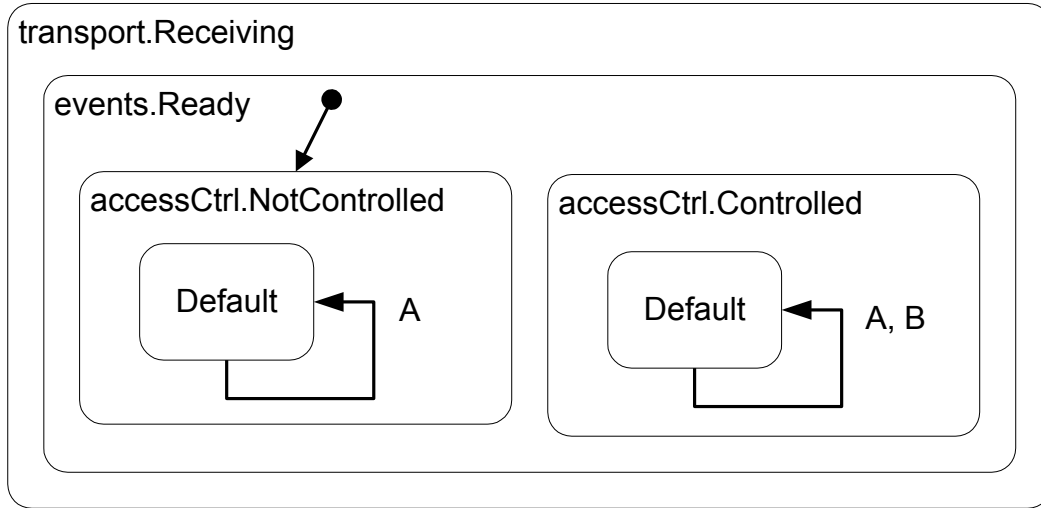 transport.Receiving
events.Ready
accessCtrl.NotControlled
Default
A
accessCtrl.Controlled
Default
A, B